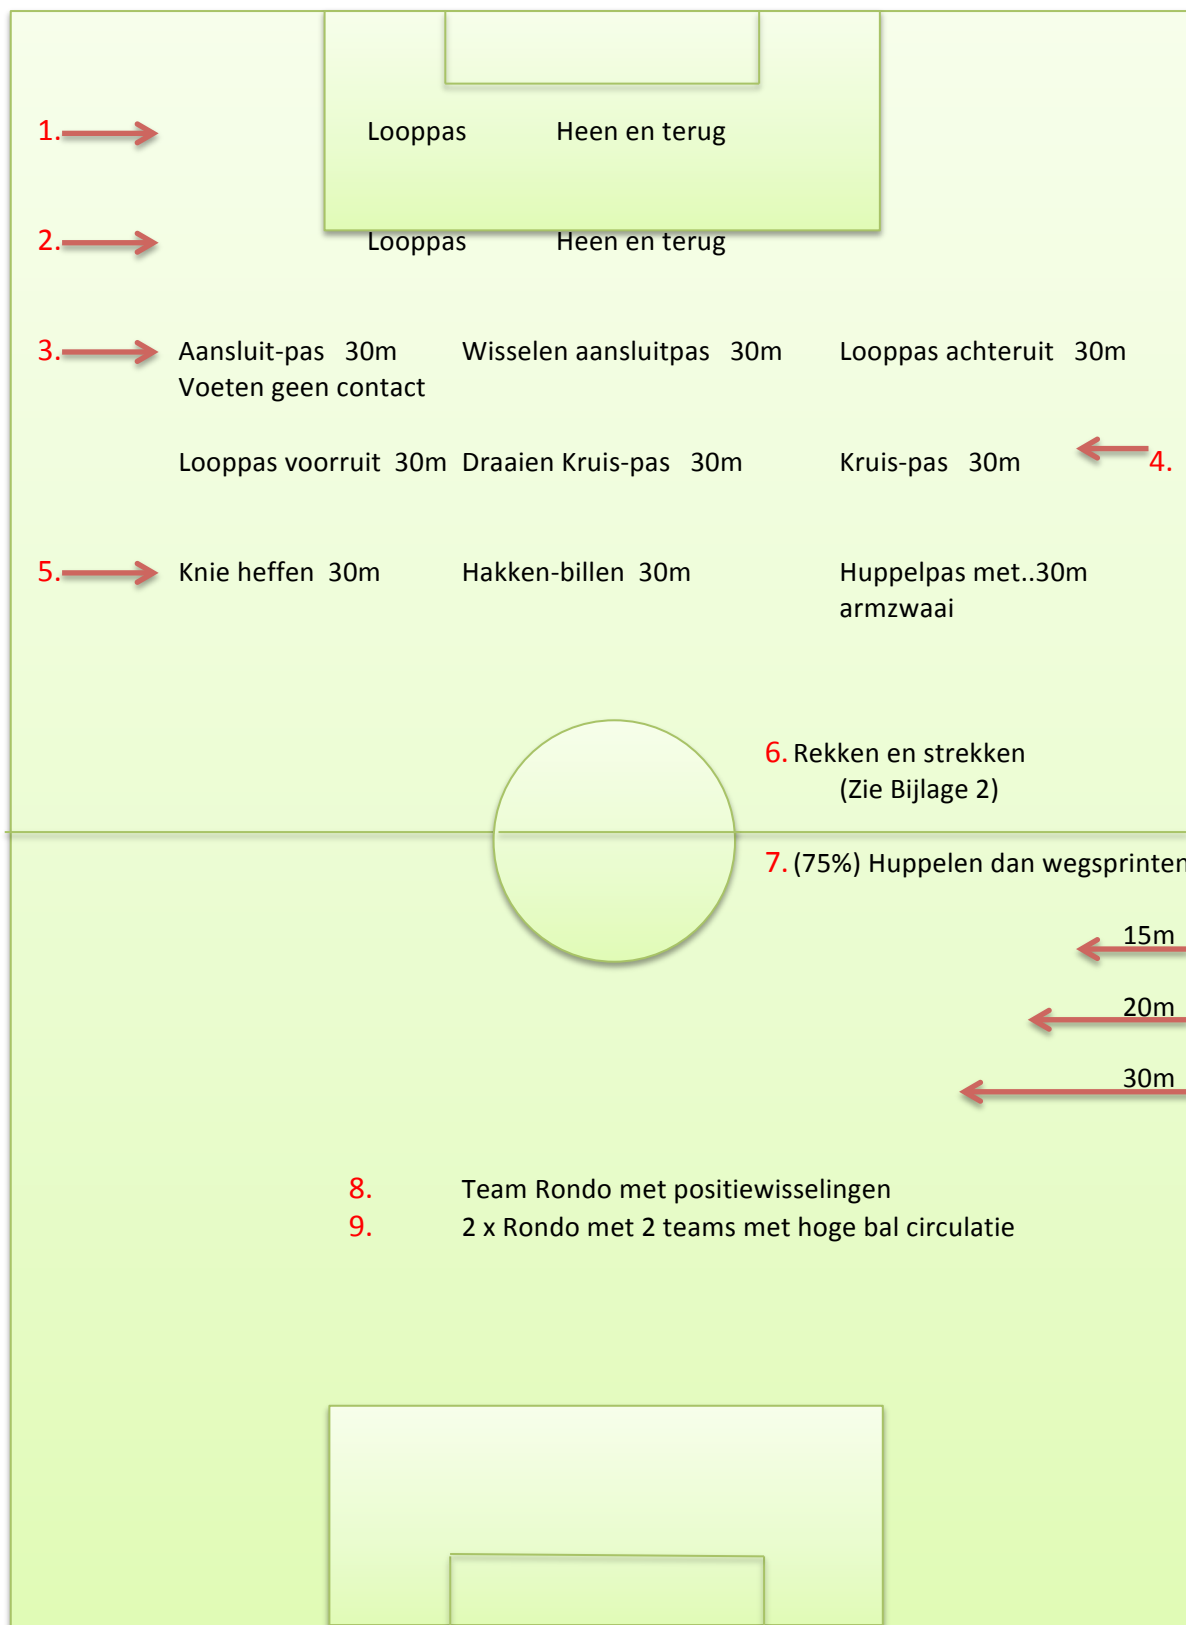 1. Looppas Heen en terug
2. Looppas Heen en terug
3. Aansluit-pas 30m Wisselen aansluitpas 30m Looppas achteruit 30m
Voeten geen contact
Looppas voorruit 30m Draaien Kruis-pas 30m Kruis-pas 30m 4.
5. Knie heffen 30m Hakken-billen 30m Huppelpas met..30m
armzwaai
6. Rekken en strekken
(Zie Bijlage 2)
7. (75%) Huppelen dan wegsprinten
15m
20m
30m
8. Team Rondo met positiewisselingen
9. 2 x Rondo met 2 teams met hoge bal circulatie